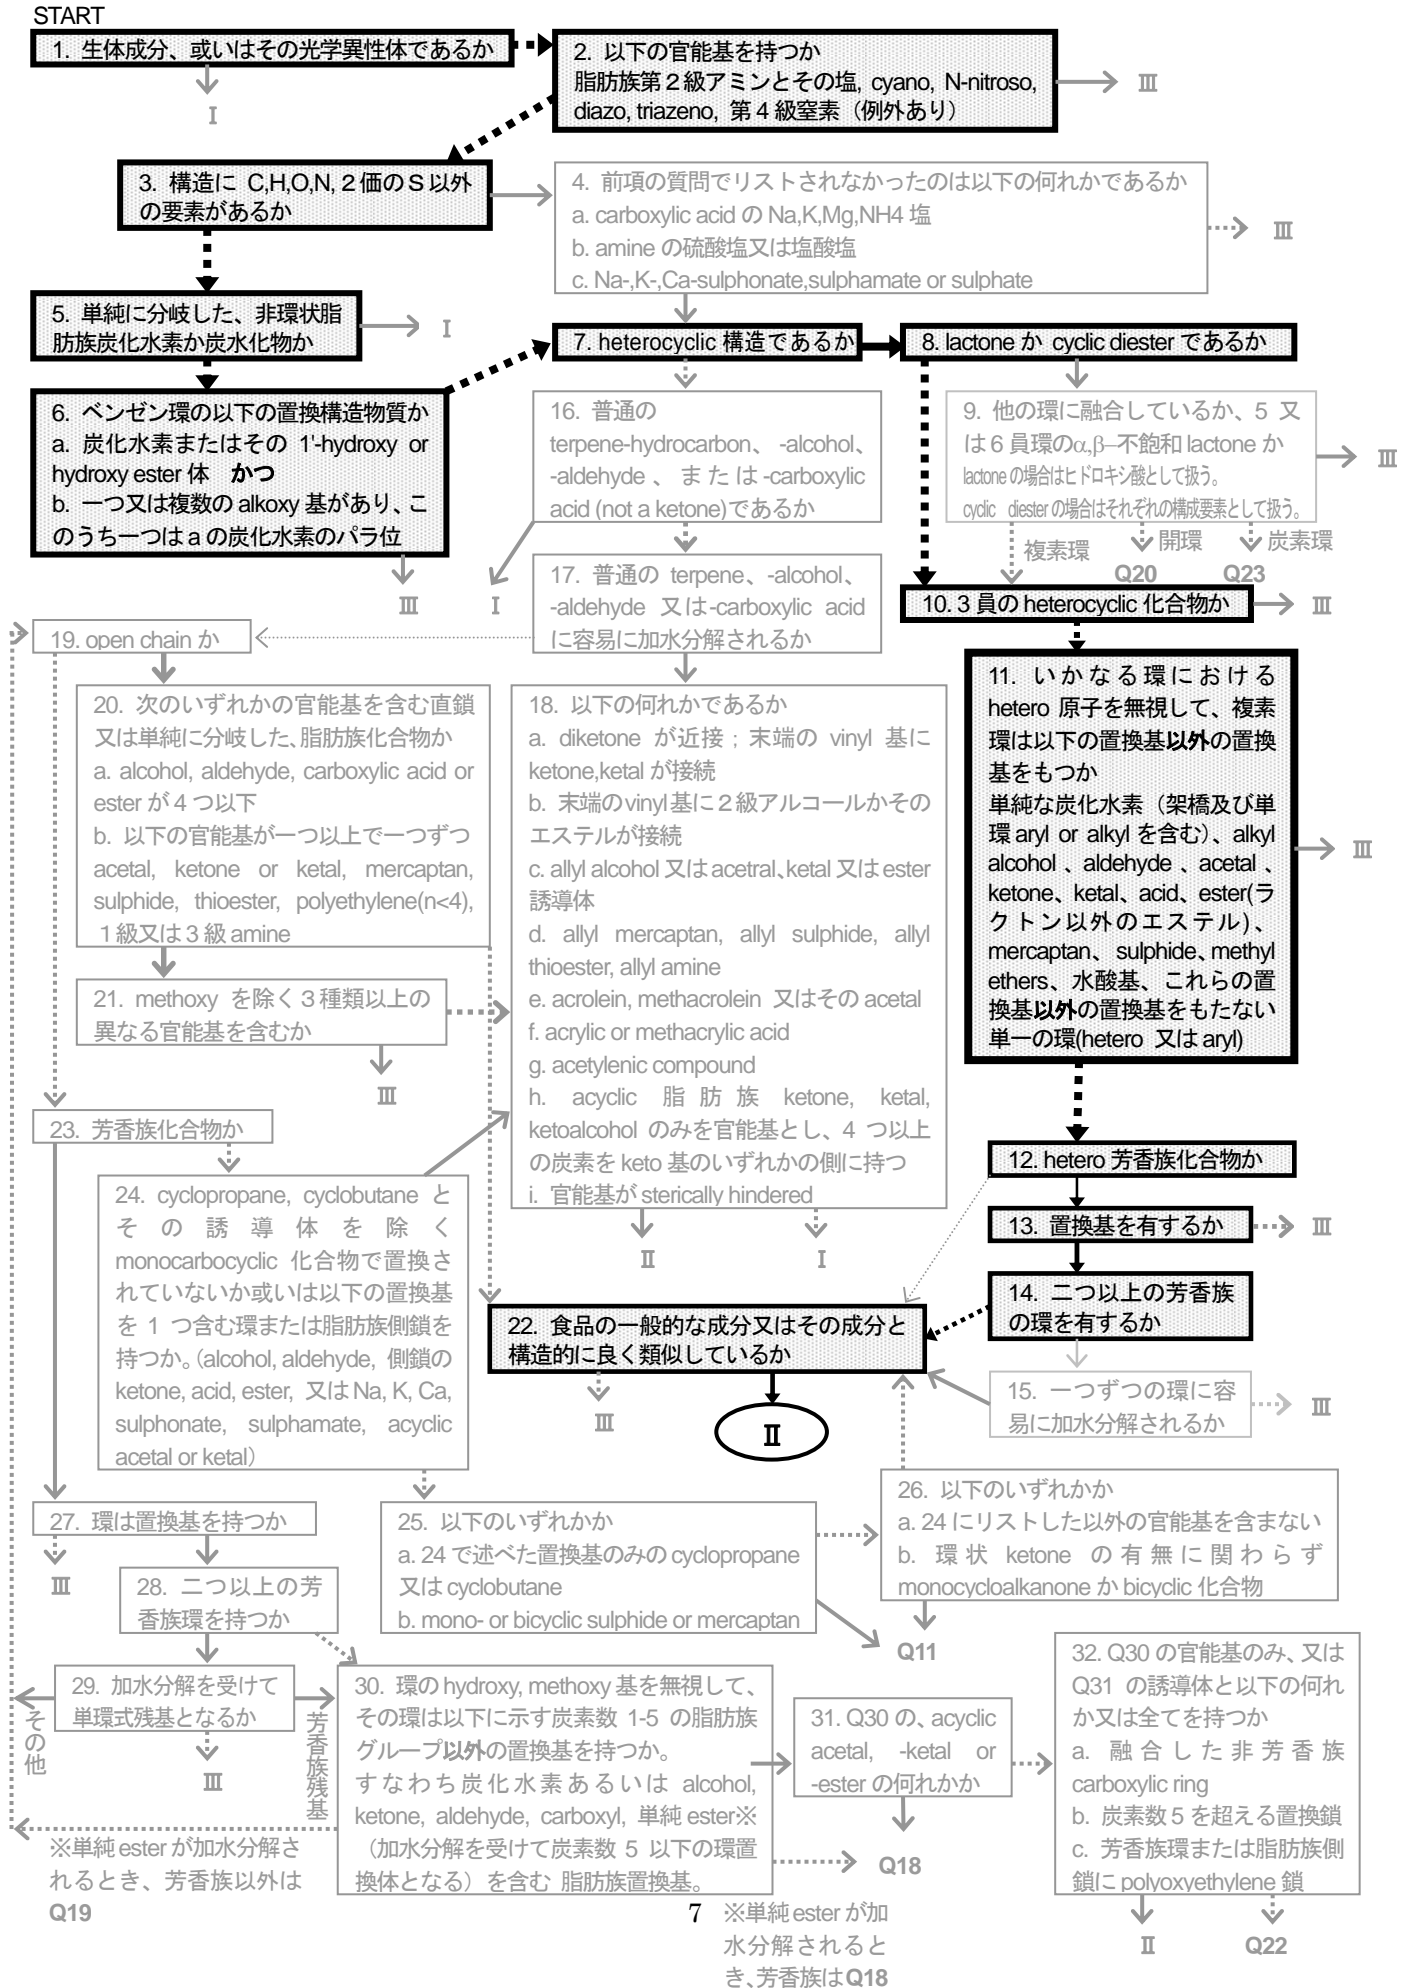 START
1. 生体成分、或いはその光学異性体であるか
I
2. 以下の官能基を持つか
脂肪族第２級アミンとその塩, cyano, N-nitroso,
diazo, triazeno, 第４級窒素（例外あり）
Ⅲ
3. 構造に C,H,O,N,２価のＳ以外
の要素があるか
4. 前項の質問でリストされなかったのは以下の何れかであるか
a. carboxylic acid の Na,K,Mg,NH4 塩
b. amine の硫酸塩又は塩酸塩
c. Na-,K-,Ca-sulphonate,sulphamate or sulphate
Ⅲ
5. 単純に分岐した、非環状脂
肪族炭化水素か炭水化物か
I
7. heterocyclic 構造であるか
8. lactone か cyclic diester であるか
6. ベンゼン環の以下の置換構造物質か
a. 炭化水素またはその 1'-hydroxy or
hydroxy ester 体　かつ
b. 一つ又は複数の alkoxy 基があり、こ
のうち一つは a の炭化水素のパラ位
Ⅲ
16. 普通の
terpene-hydrocarbon、-alcohol、
-aldehyde 、または-carboxylic
acid (not a ketone)であるか
I
9. 他の環に融合しているか、5 又
は 6 員環のα,β−不飽和 lactone か
lactone の場合はヒドロキシ酸として扱う。
cyclic diester の場合はそれぞれの構成要素として扱う。
Ⅲ
複素環
開環
炭素環
Q20
Q23
10. 3 員の heterocyclic 化合物か
Ⅲ
17. 普通の terpene、-alcohol、
-aldehyde 又は-carboxylic acid
に容易に加水分解されるか
19. open chain か
11. いかなる環における
hetero 原子を無視して、複素
環は以下の置換基以外の置換
基をもつか
単純な炭化水素（架橋及び単
環 aryl or alkyl を含む）、alkyl
alcohol 、aldehyde 、acetal 、
ketone、ketal、acid、ester(ラ
クトン以外のエステル)、
mercaptan、sulphide、methyl
ethers、水酸基、これらの置
換基以外の置換基をもたない
単一の環(hetero 又は aryl)
Ⅲ
20. 次のいずれかの官能基を含む直鎖
又は単純に分岐した、脂肪族化合物か
a. alcohol, aldehyde, carboxylic acid or
ester が 4 つ以下
b. 以下の官能基が一つ以上で一つずつ
acetal, ketone or ketal, mercaptan,
sulphide, thioester, polyethylene(n<4),
１級又は３級 amine
18. 以下の何れかであるか
a. diketone が近接；末端の vinyl 基に
ketone,ketal が接続
b. 末端の vinyl 基に２級アルコールかその
エステルが接続
c. allyl alcohol 又は acetral、ketal 又は ester
誘導体
d. allyl mercaptan, allyl sulphide, allyl
thioester, allyl amine
e. acrolein, methacrolein 又はその acetal
f. acrylic or methacrylic acid
g. acetylenic compound
h. acyclic 脂肪族 ketone, ketal,
ketoalcohol のみを官能基とし、4 つ以上
の炭素を keto 基のいずれかの側に持つ
i. 官能基が sterically hindered
Ⅱ
I
21. methoxy を除く３種類以上の
異なる官能基を含むか
Ⅲ
23. 芳香族化合物か
12. hetero 芳香族化合物か
13. 置換基を有するか
Ⅲ
24. cyclopropane, cyclobutane と
その誘導体を除く
monocarbocyclic 化合物で置換さ
れていないか或いは以下の置換基
を 1 つ含む環または脂肪族側鎖を
持つか。(alcohol, aldehyde, 側鎖の
ketone, acid, ester, 又は Na, K, Ca,
sulphonate, sulphamate, acyclic
acetal or ketal）
14. 二つ以上の芳香族
の環を有するか
22. 食品の一般的な成分又はその成分と
構造的に良く類似しているか
Ⅲ
Ⅱ
15. 一つずつの環に容
易に加水分解されるか
Ⅲ
27. 環は置換基を持つか
Ⅲ
25. 以下のいずれかか
a. 24 で述べた置換基のみの cyclopropane
又は cyclobutane
b. mono- or bicyclic sulphide or mercaptan
26. 以下のいずれかか
a. 24 にリストした以外の官能基を含まない
b. 環状 ketone の有無に関わらず
monocycloalkanone か bicyclic 化合物
Q11
28. 二つ以上の芳
香族環を持つか
29. 加水分解を受けて
単環式残基となるか
その他
芳香族残基
Ⅲ
30. 環の hydroxy, methoxy 基を無視して、
その環は以下に示す炭素数 1-5 の脂肪族
グループ以外の置換基を持つか。
すなわち炭化水素あるいは alcohol,
ketone, aldehyde, carboxyl, 単純 ester※
（加水分解を受けて炭素数 5 以下の環置
換体となる）を含む 脂肪族置換基。
31. Q30 の、acyclic
acetal, -ketal or
-ester の何れかか
Q18
Q18
32. Q30 の官能基のみ、又は
Q31 の誘導体と以下の何れ
か又は全てを持つか
a. 融合した非芳香族
carboxylic ring
b. 炭素数 5 を超える置換鎖
c. 芳香族環または脂肪族側
鎖に polyoxyethylene 鎖
Ⅱ
Q22
※単純 ester が加水分解さ
れるとき、芳香族以外は
Q19
7
※単純 ester が加
水分解されると
き、芳香族は Q18